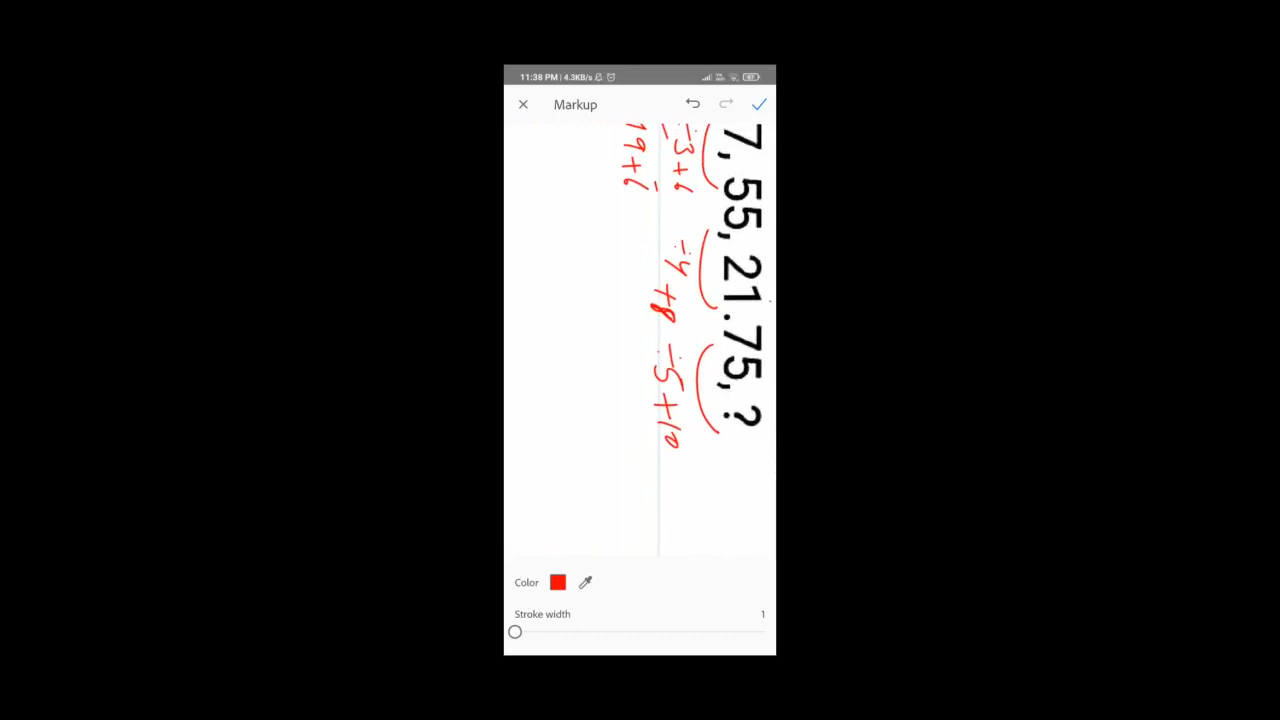 11:38 PM | 4.3KB/s
87
Markup
7, 55, 21.75, ?
÷3+6
÷4+8
÷5+10
19+6
Color
Stroke width
1